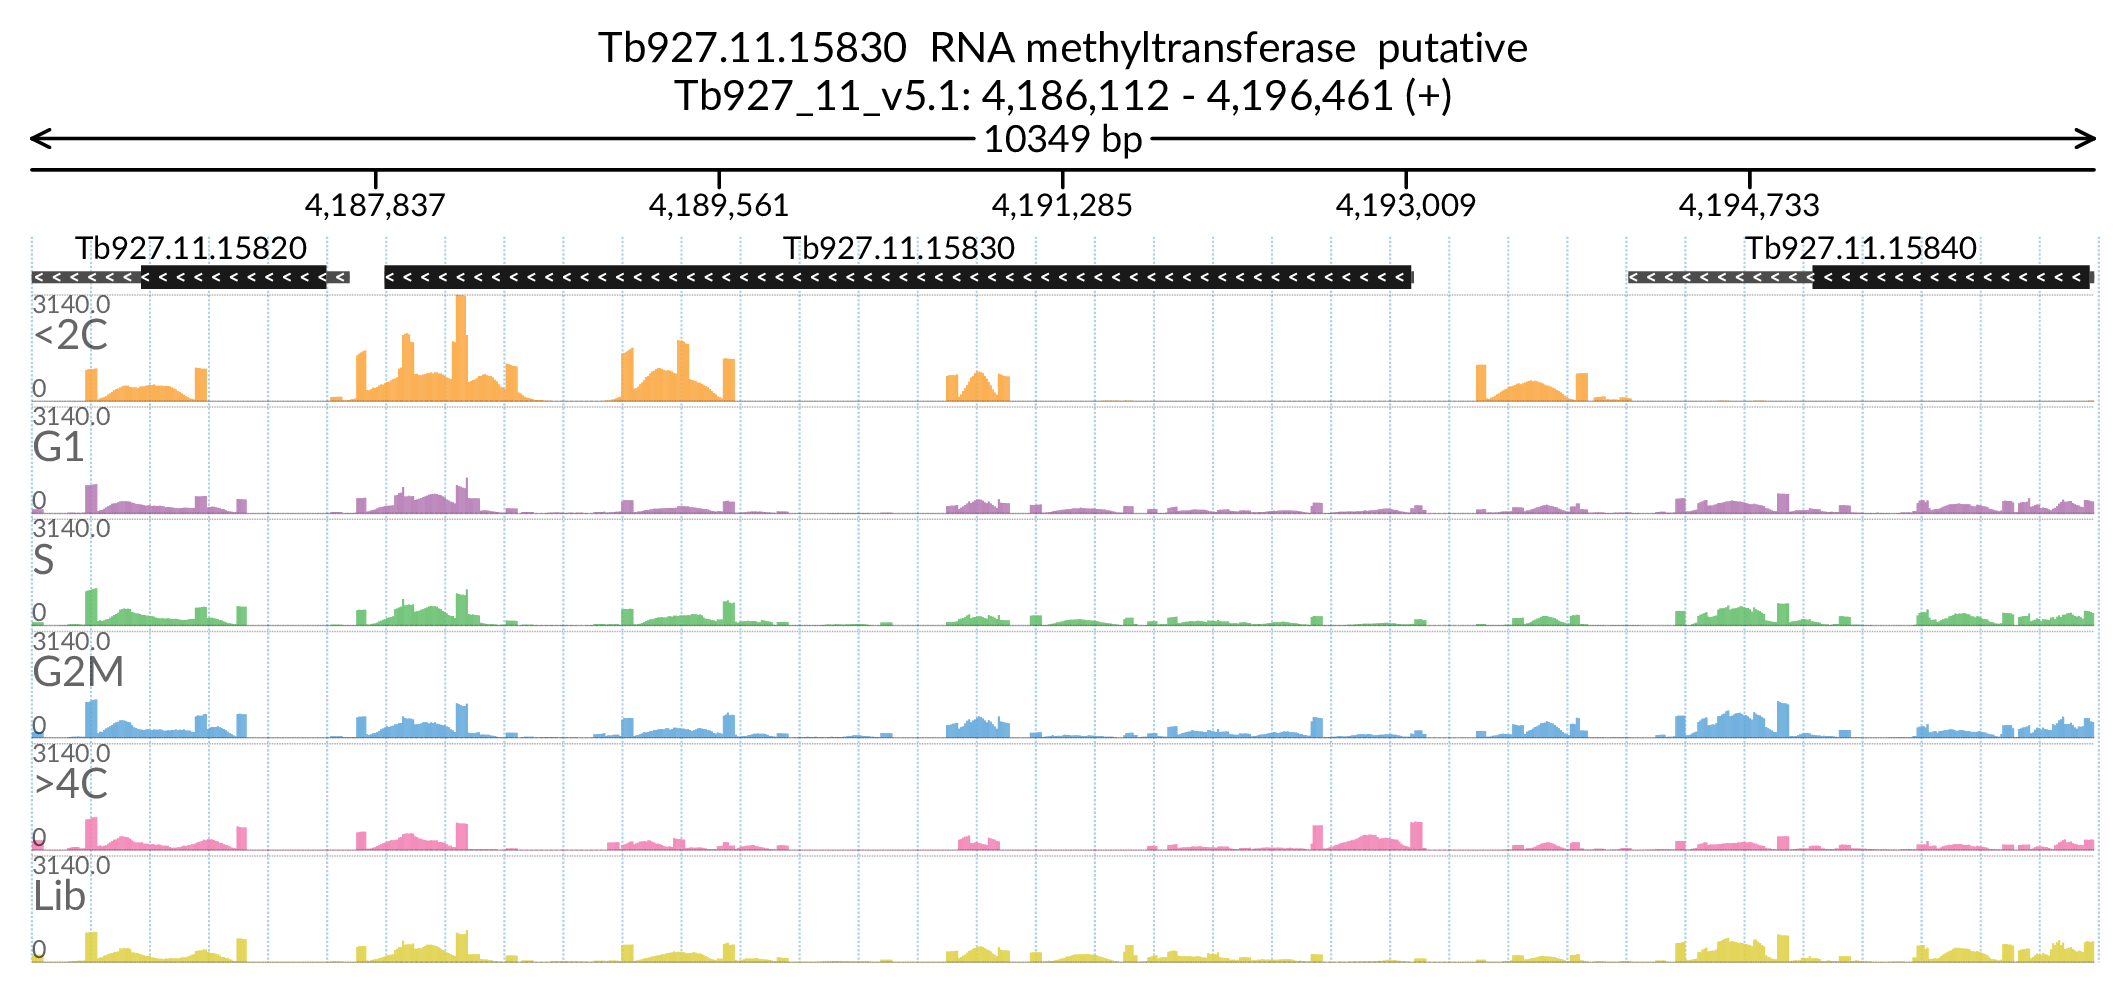 Tb927.11.15830 RNA methyltransferase putative
Tb927_11_v5.1: 4,186,112 - 4,196,461 (+)
10349 bp
4,187,837 4,189,561 4,191,285 4,193,009 4,194,733
Tb927.11.15820 Tb927.11.15830 Tb927.11.15840
3140.0
<2C
0
3140.0
G1
0
3140.0
S
0
3140.0
G2M
0
3140.0
>4C
0
3140.0
Lib
0